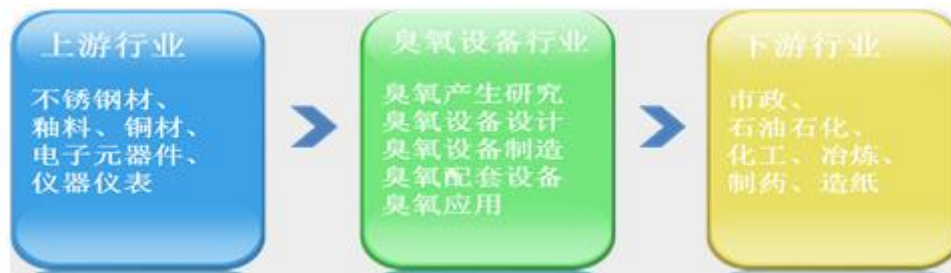 上游行业
不锈钢材、
釉料、铜材、
电子元器件、
仪器仪表
臭氧设备行业
臭氧产生研究
臭氧设备设计
臭氧设备制造
臭氧配套设备
臭氧应用
下游行业
市政、
石油石化、
化工、冶炼、
制药、造纸